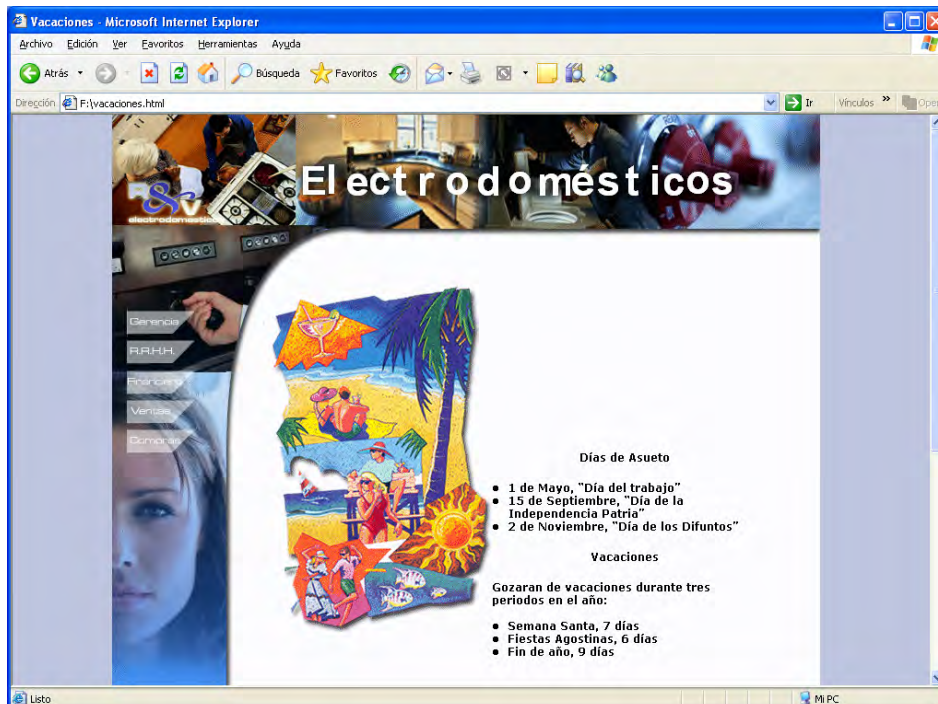 Vacaciones - Microsoft Internet Explorer
Archivo Edición Ver Favoritos Herramientas Ayuda
Atrás Búsqueda Favoritos
Dirección F:\vacaciones.html Ir Vínculos »
R&V
electrodomésticos
Electrodomésticos
Gerencia
R.R.H.H.
Financiero
Ventas
Compras
Días de Asueto
● 1 de Mayo, “Día del trabajo”
● 15 de Septiembre, “Día de la
Independencia Patria”
● 2 de Noviembre, “Día de los Difuntos”
Vacaciones
Gozaran de vacaciones durante tres
periodos en el año:
● Semana Santa, 7 días
● Fiestas Agostinas, 6 días
● Fin de año, 9 días
Listo Mi PC